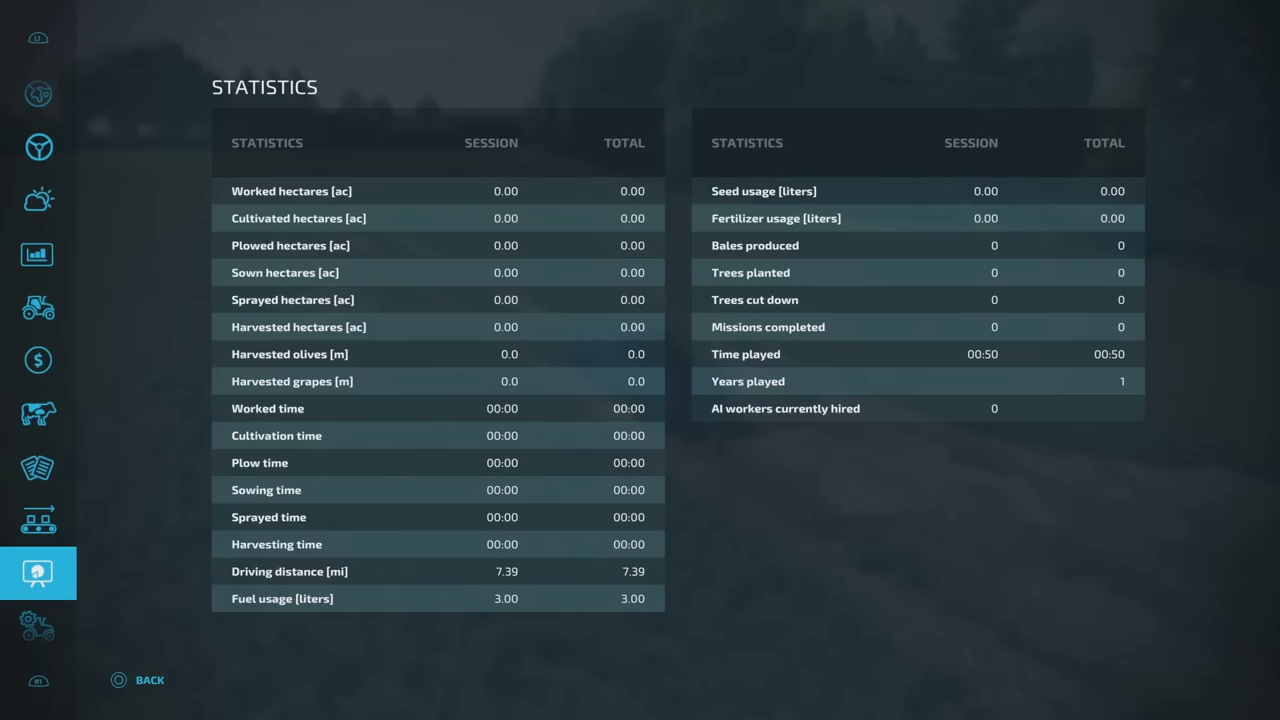 L1
STATISTICS
STATISTICS SESSION TOTAL
Worked hectares [ac] 0.00 0.00
Cultivated hectares [ac] 0.00 0.00
Plowed hectares [ac] 0.00 0.00
Sown hectares [ac] 0.00 0.00
Sprayed hectares [ac] 0.00 0.00
Harvested hectares [ac] 0.00 0.00
Harvested olives [m] 0.0 0.0
Harvested grapes [m] 0.0 0.0
Worked time 00:00 00:00
Cultivation time 00:00 00:00
Plow time 00:00 00:00
Sowing time 00:00 00:00
Sprayed time 00:00 00:00
Harvesting time 00:00 00:00
Driving distance [mi] 7.39 7.39
Fuel usage [liters] 3.00 3.00
STATISTICS SESSION TOTAL
Seed usage [liters] 0.00 0.00
Fertilizer usage [liters] 0.00 0.00
Bales produced 0 0
Trees planted 0 0
Trees cut down 0 0
Missions completed 0 0
Time played 00:50 00:50
Years played 1
AI workers currently hired 0
R1
BACK